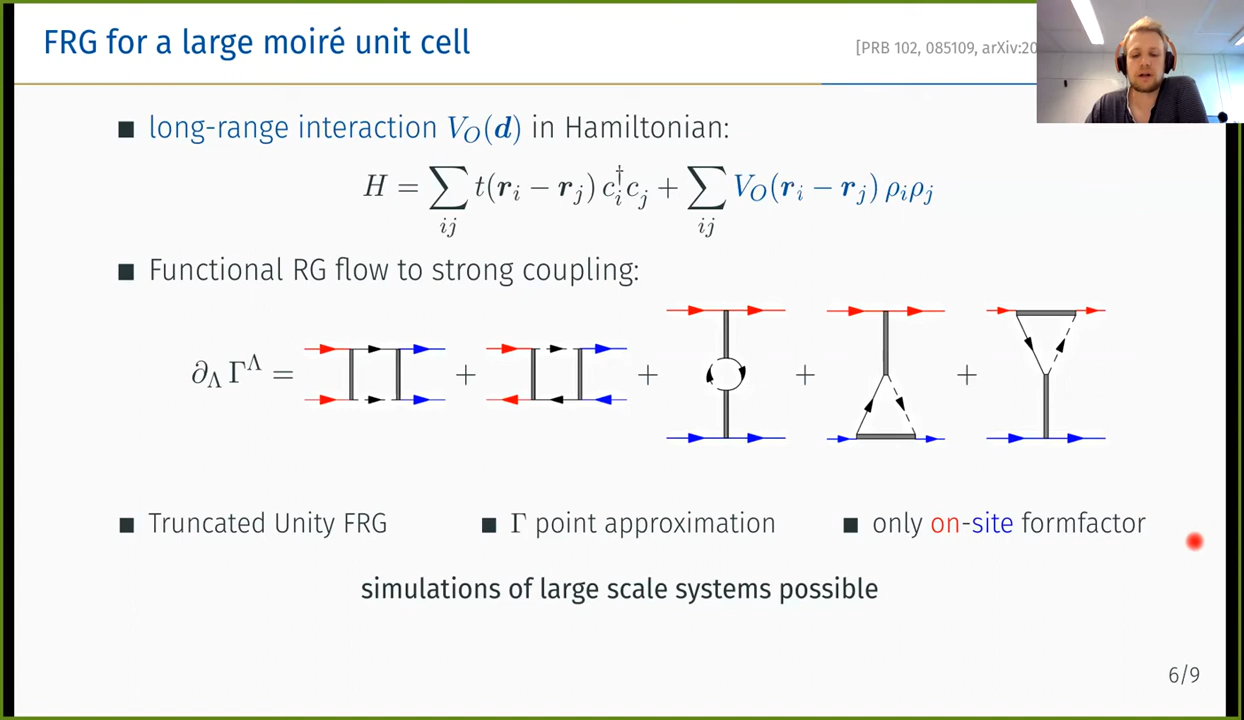 FRG for a large moiré unit cell
[PRB 102, 085109, arXiv:20
■ long-range interaction V_O(d) in Hamiltonian:
H = ∑_{ij} t(r_i − r_j) c_i^† c_j + ∑_{ij} V_O(r_i − r_j) ρ_i ρ_j
■ Functional RG flow to strong coupling:
∂_Λ Γ^Λ = + + + +
■ Truncated Unity FRG ■ Γ point approximation ■ only on-site formfactor
simulations of large scale systems possible
6/9